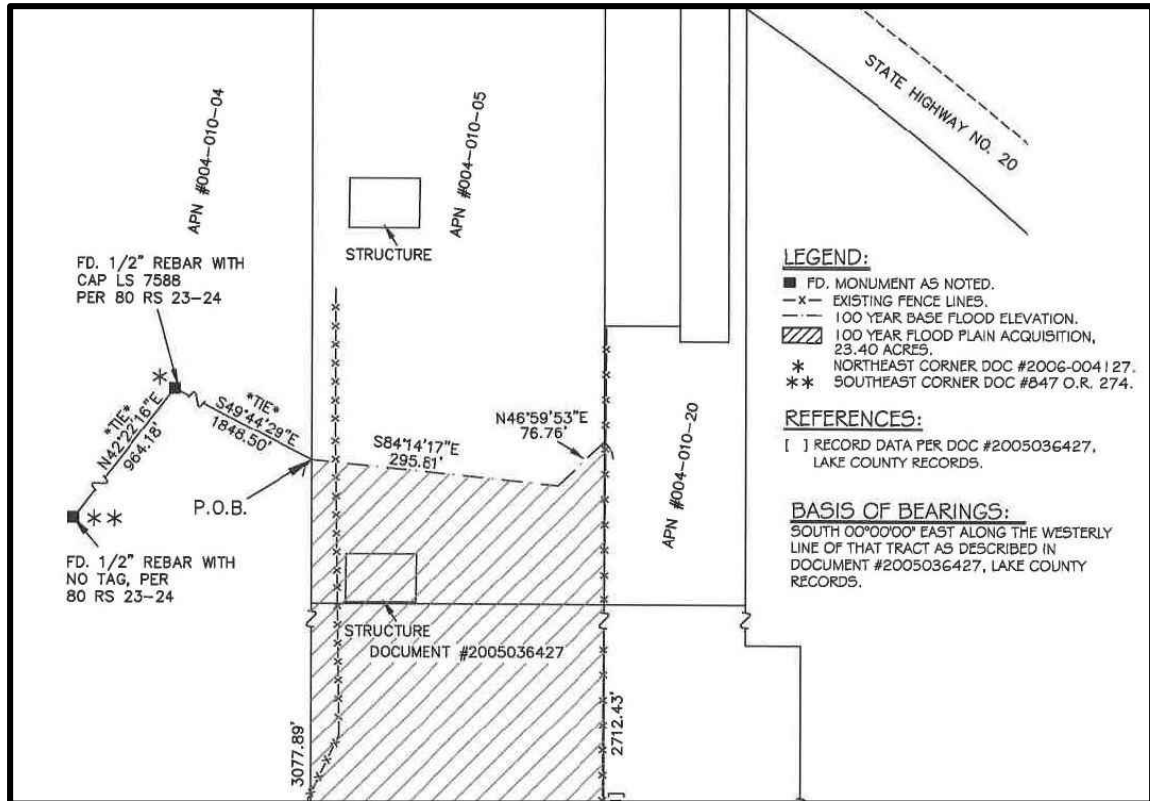 STATE HIGHWAY NO. 20
APN #004-010-04
APN #004-010-05
STRUCTURE
FD. 1/2" REBAR WITH
CAP LS 7588
PER 80 RS 23-24
*
*TIE*
N42°22'16"E
964.18'
*TIE*
S49°44'29"E
1848.50'
P.O.B.
**
FD. 1/2" REBAR WITH
NO TAG, PER
80 RS 23-24
S84°14'17"E
295.81'
N46°59'53"E
76.76'
APN #004-010-20
STRUCTURE
DOCUMENT #2005036427
3077.89'
2712.43'
[]
LEGEND:
FD. MONUMENT AS NOTED.
-x-x- EXISTING FENCE LINES.
100 YEAR BASE FLOOD ELEVATION.
100 YEAR FLOOD PLAIN ACQUISITION,
23.40 ACRES.
* NORTHEAST CORNER DOC #2006-004127.
** SOUTHEAST CORNER DOC #847 O.R. 274.
REFERENCES:
[ ] RECORD DATA PER DOC #2005036427,
LAKE COUNTY RECORDS.
BASIS OF BEARINGS:
SOUTH 00°00'00" EAST ALONG THE WESTERLY
LINE OF THAT TRACT AS DESCRIBED IN
DOCUMENT #2005036427, LAKE COUNTY
RECORDS.